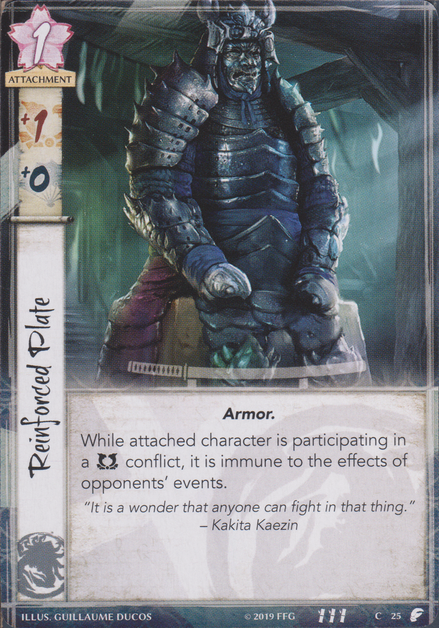 1
ATTACHMENT
+1
+0
Reinforced Plate
Armor.
While attached character is participating in
a conflict, it is immune to the effects of
opponents' events.
"It is a wonder that anyone can fight in that thing."
– Kakita Kaezin
ILLUS. GUILLAUME DUCOS © 2019 FFG C 25